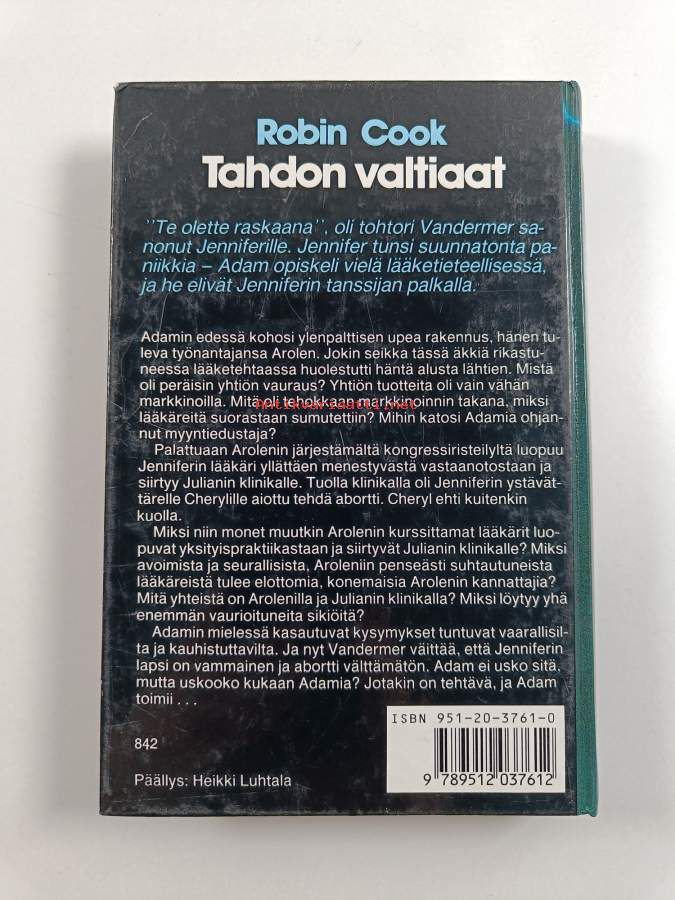 Robin Cook
Tahdon valtiaat
"Te olette raskaana", oli tohtori Vandermer sa-
nonut Jenniferille. Jennifer tunsi suunnatonta pa-
niikkia – Adam opiskeli vielä lääketieteellisessä,
ja he elivät Jenniferin tanssijan palkalla.
Adamin edessä kohosi ylenpalttisen upea rakennus, hänen tu-
leva työnantajansa Arolen. Jokin seikka tässä äkkiä rikastu-
neessa lääketehtaassa huolestutti häntä alusta lähtien. Mistä
oli peräisin yhtiön vauraus? Yhtiön tuotteita oli vain vähän
markkinoilla. Mitä oli tehokkaan markkinoinnin takana, miksi
Antikvariaatti.net
lääkäreitä suorastaan sumutettiin? Mihin katosi Adamia ohjan-
nut myyntiedustaja?
Palattuaan Arolenin järjestämältä kongressiristeilyltä luopuu
Jenniferin lääkäri yllättäen menestyvästä vastaanotostaan ja
siirtyy Julianin klinikalle. Tuolla klinikalla oli Jenniferin ystävät-
tärelle Cherylille aiottu tehdä abortti. Cheryl ehti kuitenkin
kuolla.
Miksi niin monet muutkin Arolenin kurssittamat lääkärit luo-
puvat yksityispraktiikastaan ja siirtyvät Julianin klinikalle? Miksi
avoimista ja seurallisista, Aroleniin penseästi suhtautuneista
lääkäreistä tulee elottomia, konemaisia Arolenin kannattajia?
Mitä yhteistä on Arolenilla ja Julianin klinikalla? Miksi löytyy yhä
enemmän vaurioituneita sikiöitä?
Adamin mielessä kasautuvat kysymykset tuntuvat vaarallisil-
ta ja kauhistuttavilta. Ja nyt Vandermer väittää, että Jenniferin
lapsi on vammainen ja abortti välttämätön. Adam ei usko sitä,
mutta uskooko kukaan Adamia? Jotakin on tehtävä, ja Adam
toimii . . .
ISBN 951-20-3761-0
842
Päällys: Heikki Luhtala
9 789512 037612